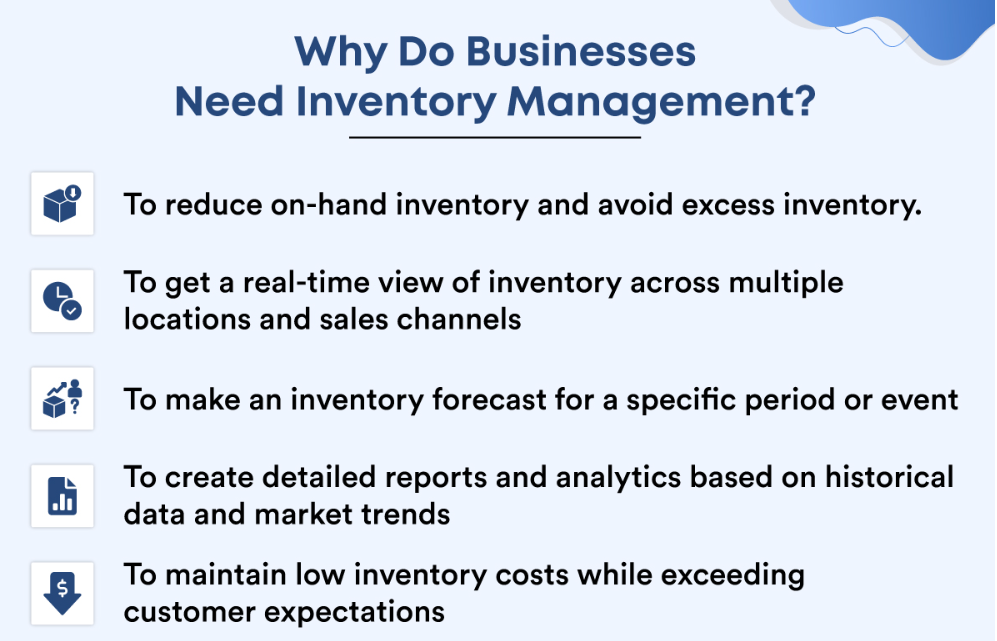 Why Do Businesses
Need Inventory Management?
To reduce on-hand inventory and avoid excess inventory.
To get a real-time view of inventory across multiple
locations and sales channels
To make an inventory forecast for a specific period or event
To create detailed reports and analytics based on historical
data and market trends
To maintain low inventory costs while exceeding
customer expectations